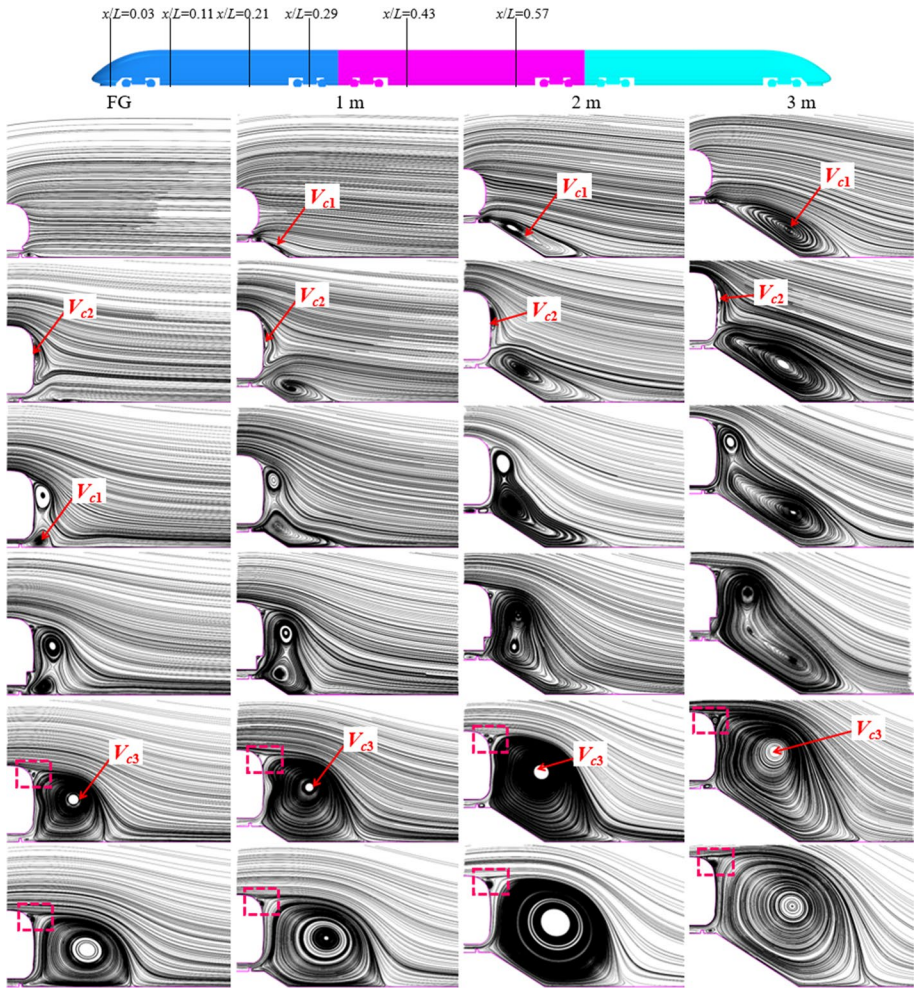 x/L=0.03 x/L=0.11 x/L=0.21 x/L=0.29 x/L=0.43 x/L=0.57
FG 1 m 2 m 3 m
Vc1 Vc1 Vc1
Vc2 Vc2 Vc2 Vc2
Vc1
Vc3 Vc3 Vc3 Vc3